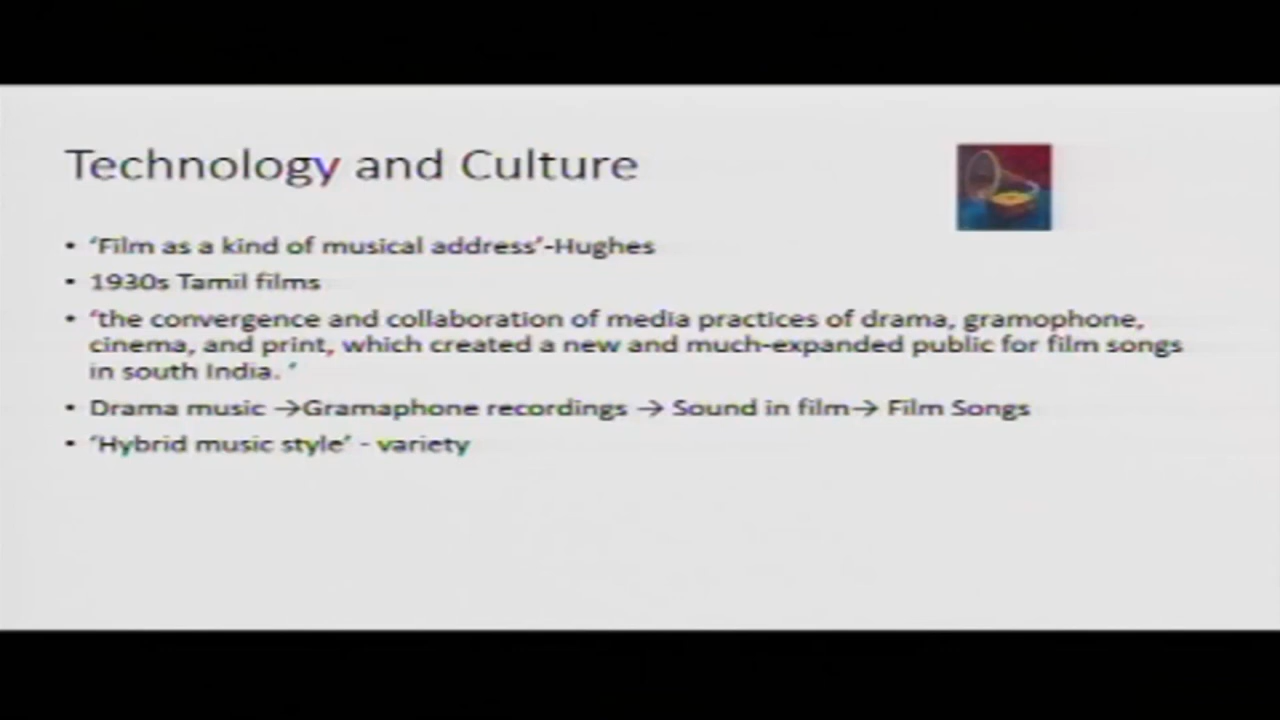 Technology and Culture
• ‘Film as a kind of musical address’-Hughes
• 1930s Tamil films
• ‘the convergence and collaboration of media practices of drama, gramophone,
cinema, and print, which created a new and much-expanded public for film songs
in south India. ‘
• Drama music →Gramaphone recordings → Sound in film→ Film Songs
• ‘Hybrid music style’ - variety